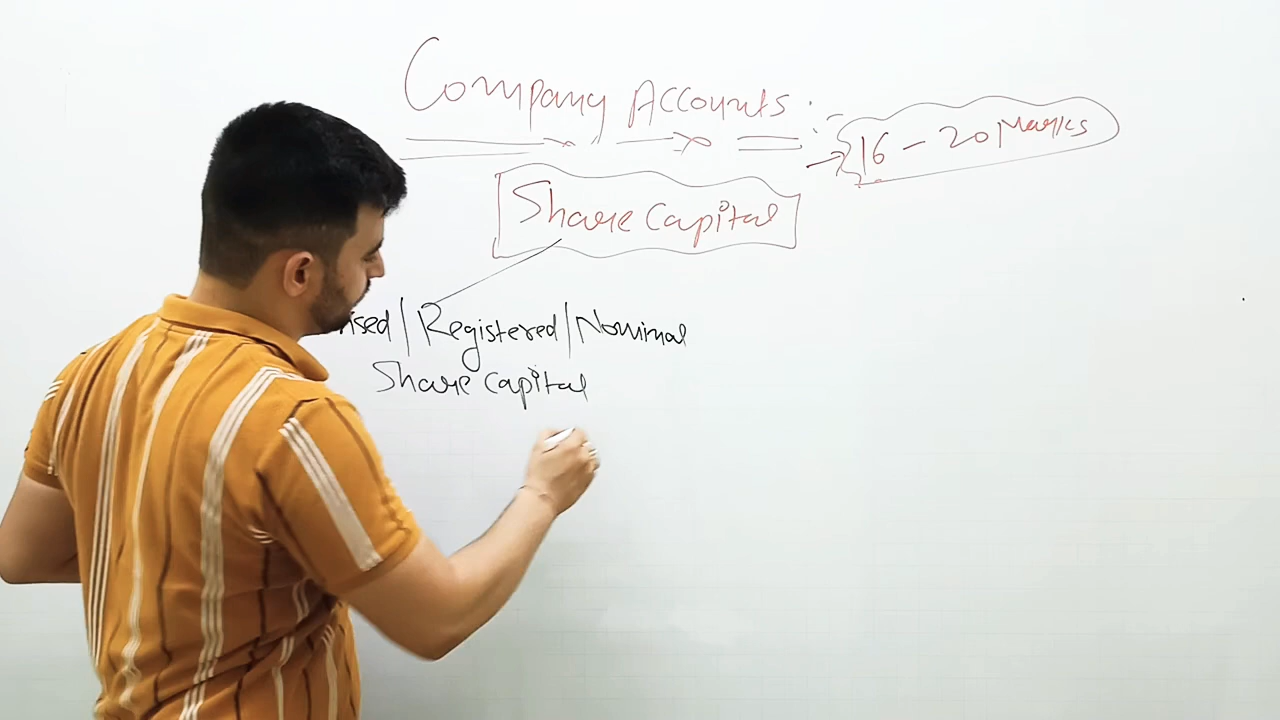 Company Accounts :-
→ 16 - 20 Marks
Share Capital
ised / Registered / Nominal
Share Capital